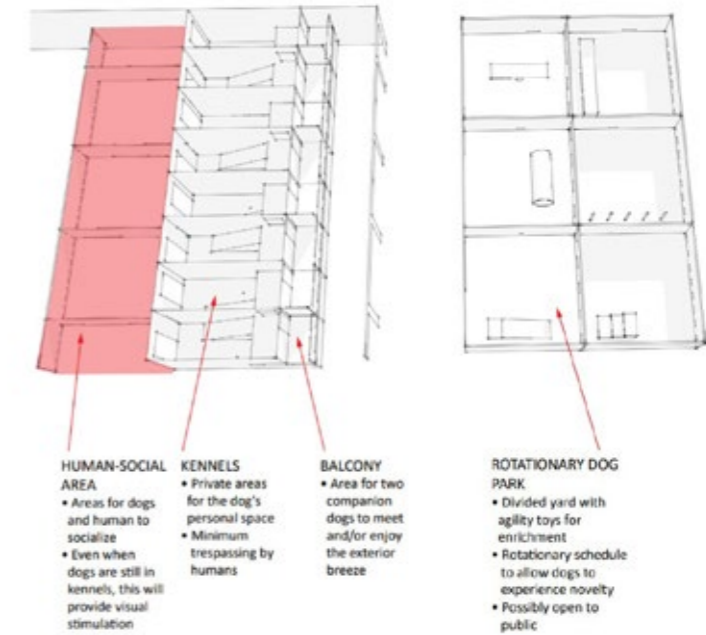 HUMAN-SOCIAL
AREA
• Areas for dogs
and human to
socialize
• Even when
dogs are still in
kennels, this will
provide visual
stimulation
KENNELS
• Private areas
for the dog's
personal space
• Minimum
trespassing by
humans
BALCONY
• Area for two
companion
dogs to meet
and/or enjoy
the exterior
breeze
ROTATIONARY DOG
PARK
• Divided yard with
agility toys for
enrichment
• Rotationary schedule
to allow dogs to
experience novelty
• Possibly open to
public